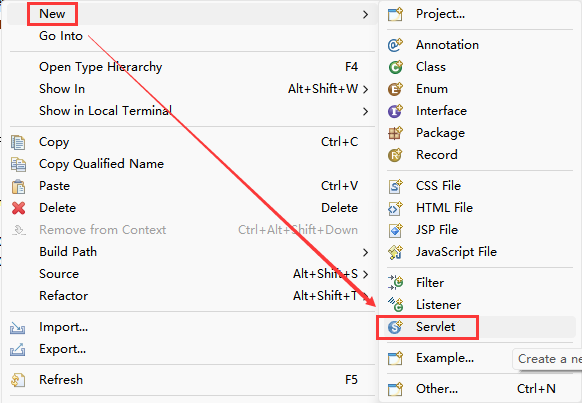 New
Go Into
Open Type Hierarchy F4
Show In Alt+Shift+W
Show in Local Terminal
Copy Ctrl+C
Copy Qualified Name
Paste Ctrl+V
Delete Delete
Remove from Context Ctrl+Alt+Shift+Down
Build Path
Source Alt+Shift+S
Refactor Alt+Shift+T
Import...
Export...
Refresh F5
Project...
Annotation
Class
Enum
Interface
Package
Record
CSS File
HTML File
JSP File
JavaScript File
Filter
Listener
Servlet
Example...
Create a ne
Other... Ctrl+N